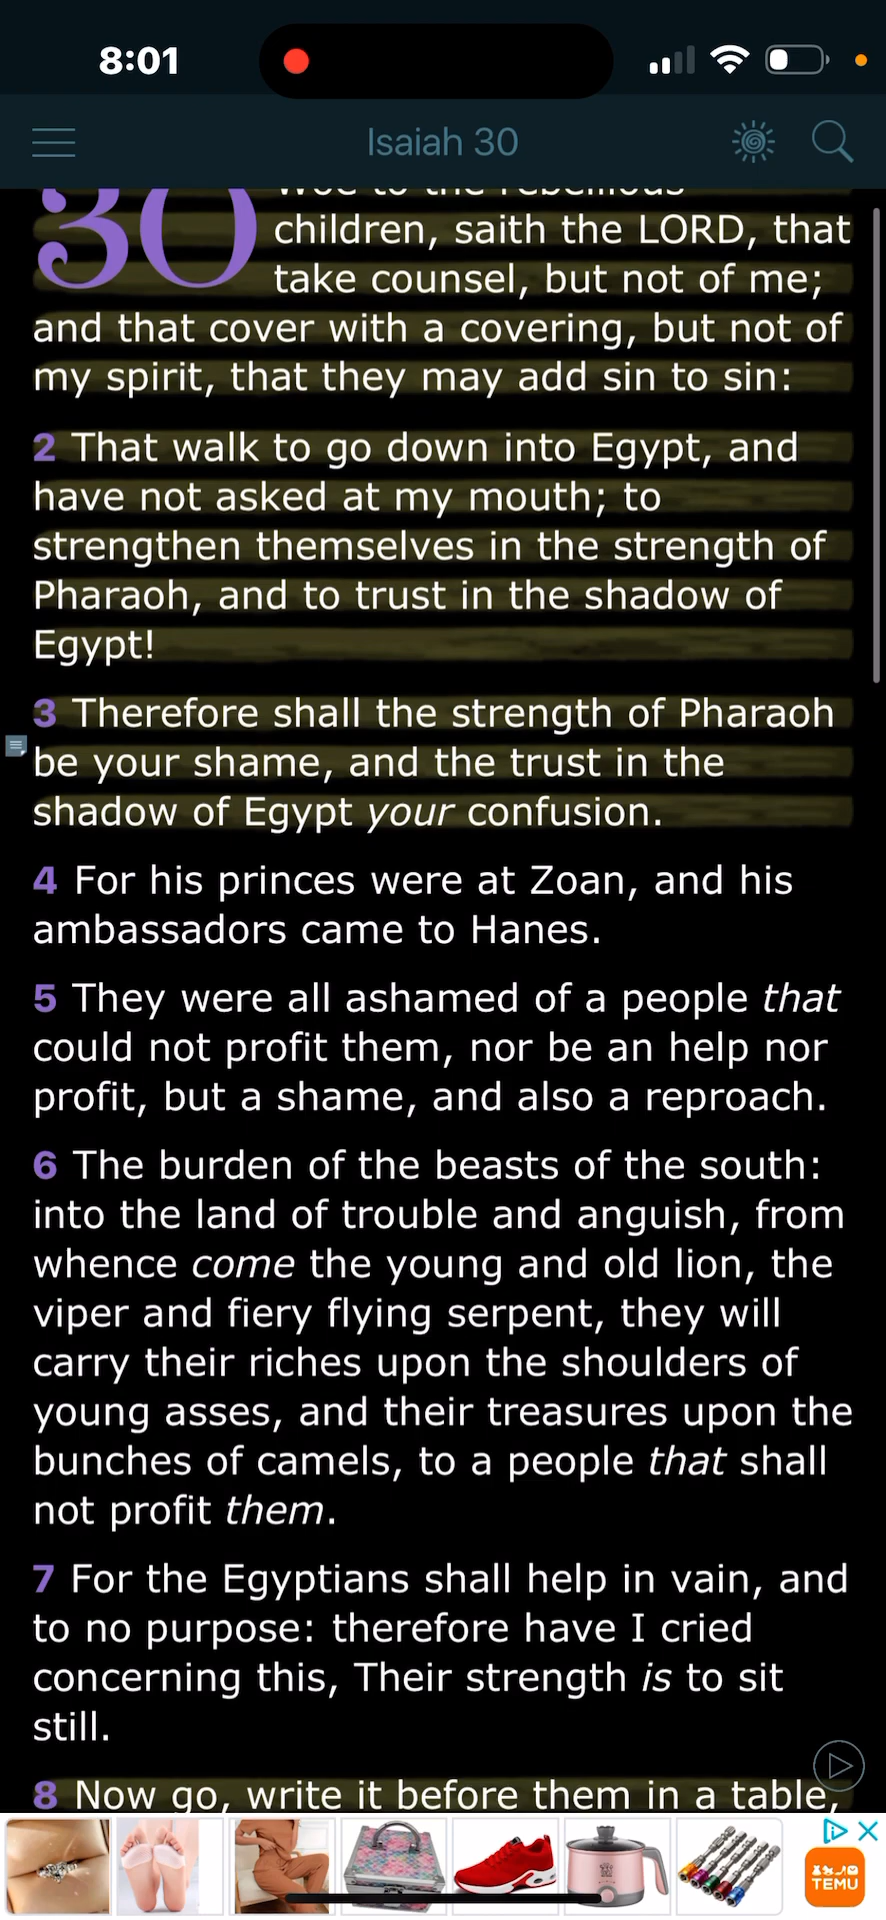 8:01
Isaiah 30
30 Woe to the rebellious
children, saith the LORD, that
take counsel, but not of me;
and that cover with a covering, but not of
my spirit, that they may add sin to sin:
2 That walk to go down into Egypt, and
have not asked at my mouth; to
strengthen themselves in the strength of
Pharaoh, and to trust in the shadow of
Egypt!
3 Therefore shall the strength of Pharaoh
be your shame, and the trust in the
shadow of Egypt your confusion.
4 For his princes were at Zoan, and his
ambassadors came to Hanes.
5 They were all ashamed of a people that
could not profit them, nor be an help nor
profit, but a shame, and also a reproach.
6 The burden of the beasts of the south:
into the land of trouble and anguish, from
whence come the young and old lion, the
viper and fiery flying serpent, they will
carry their riches upon the shoulders of
young asses, and their treasures upon the
bunches of camels, to a people that shall
not profit them.
7 For the Egyptians shall help in vain, and
to no purpose: therefore have I cried
concerning this, Their strength is to sit
still.
8 Now go, write it before them in a table,
TEMU